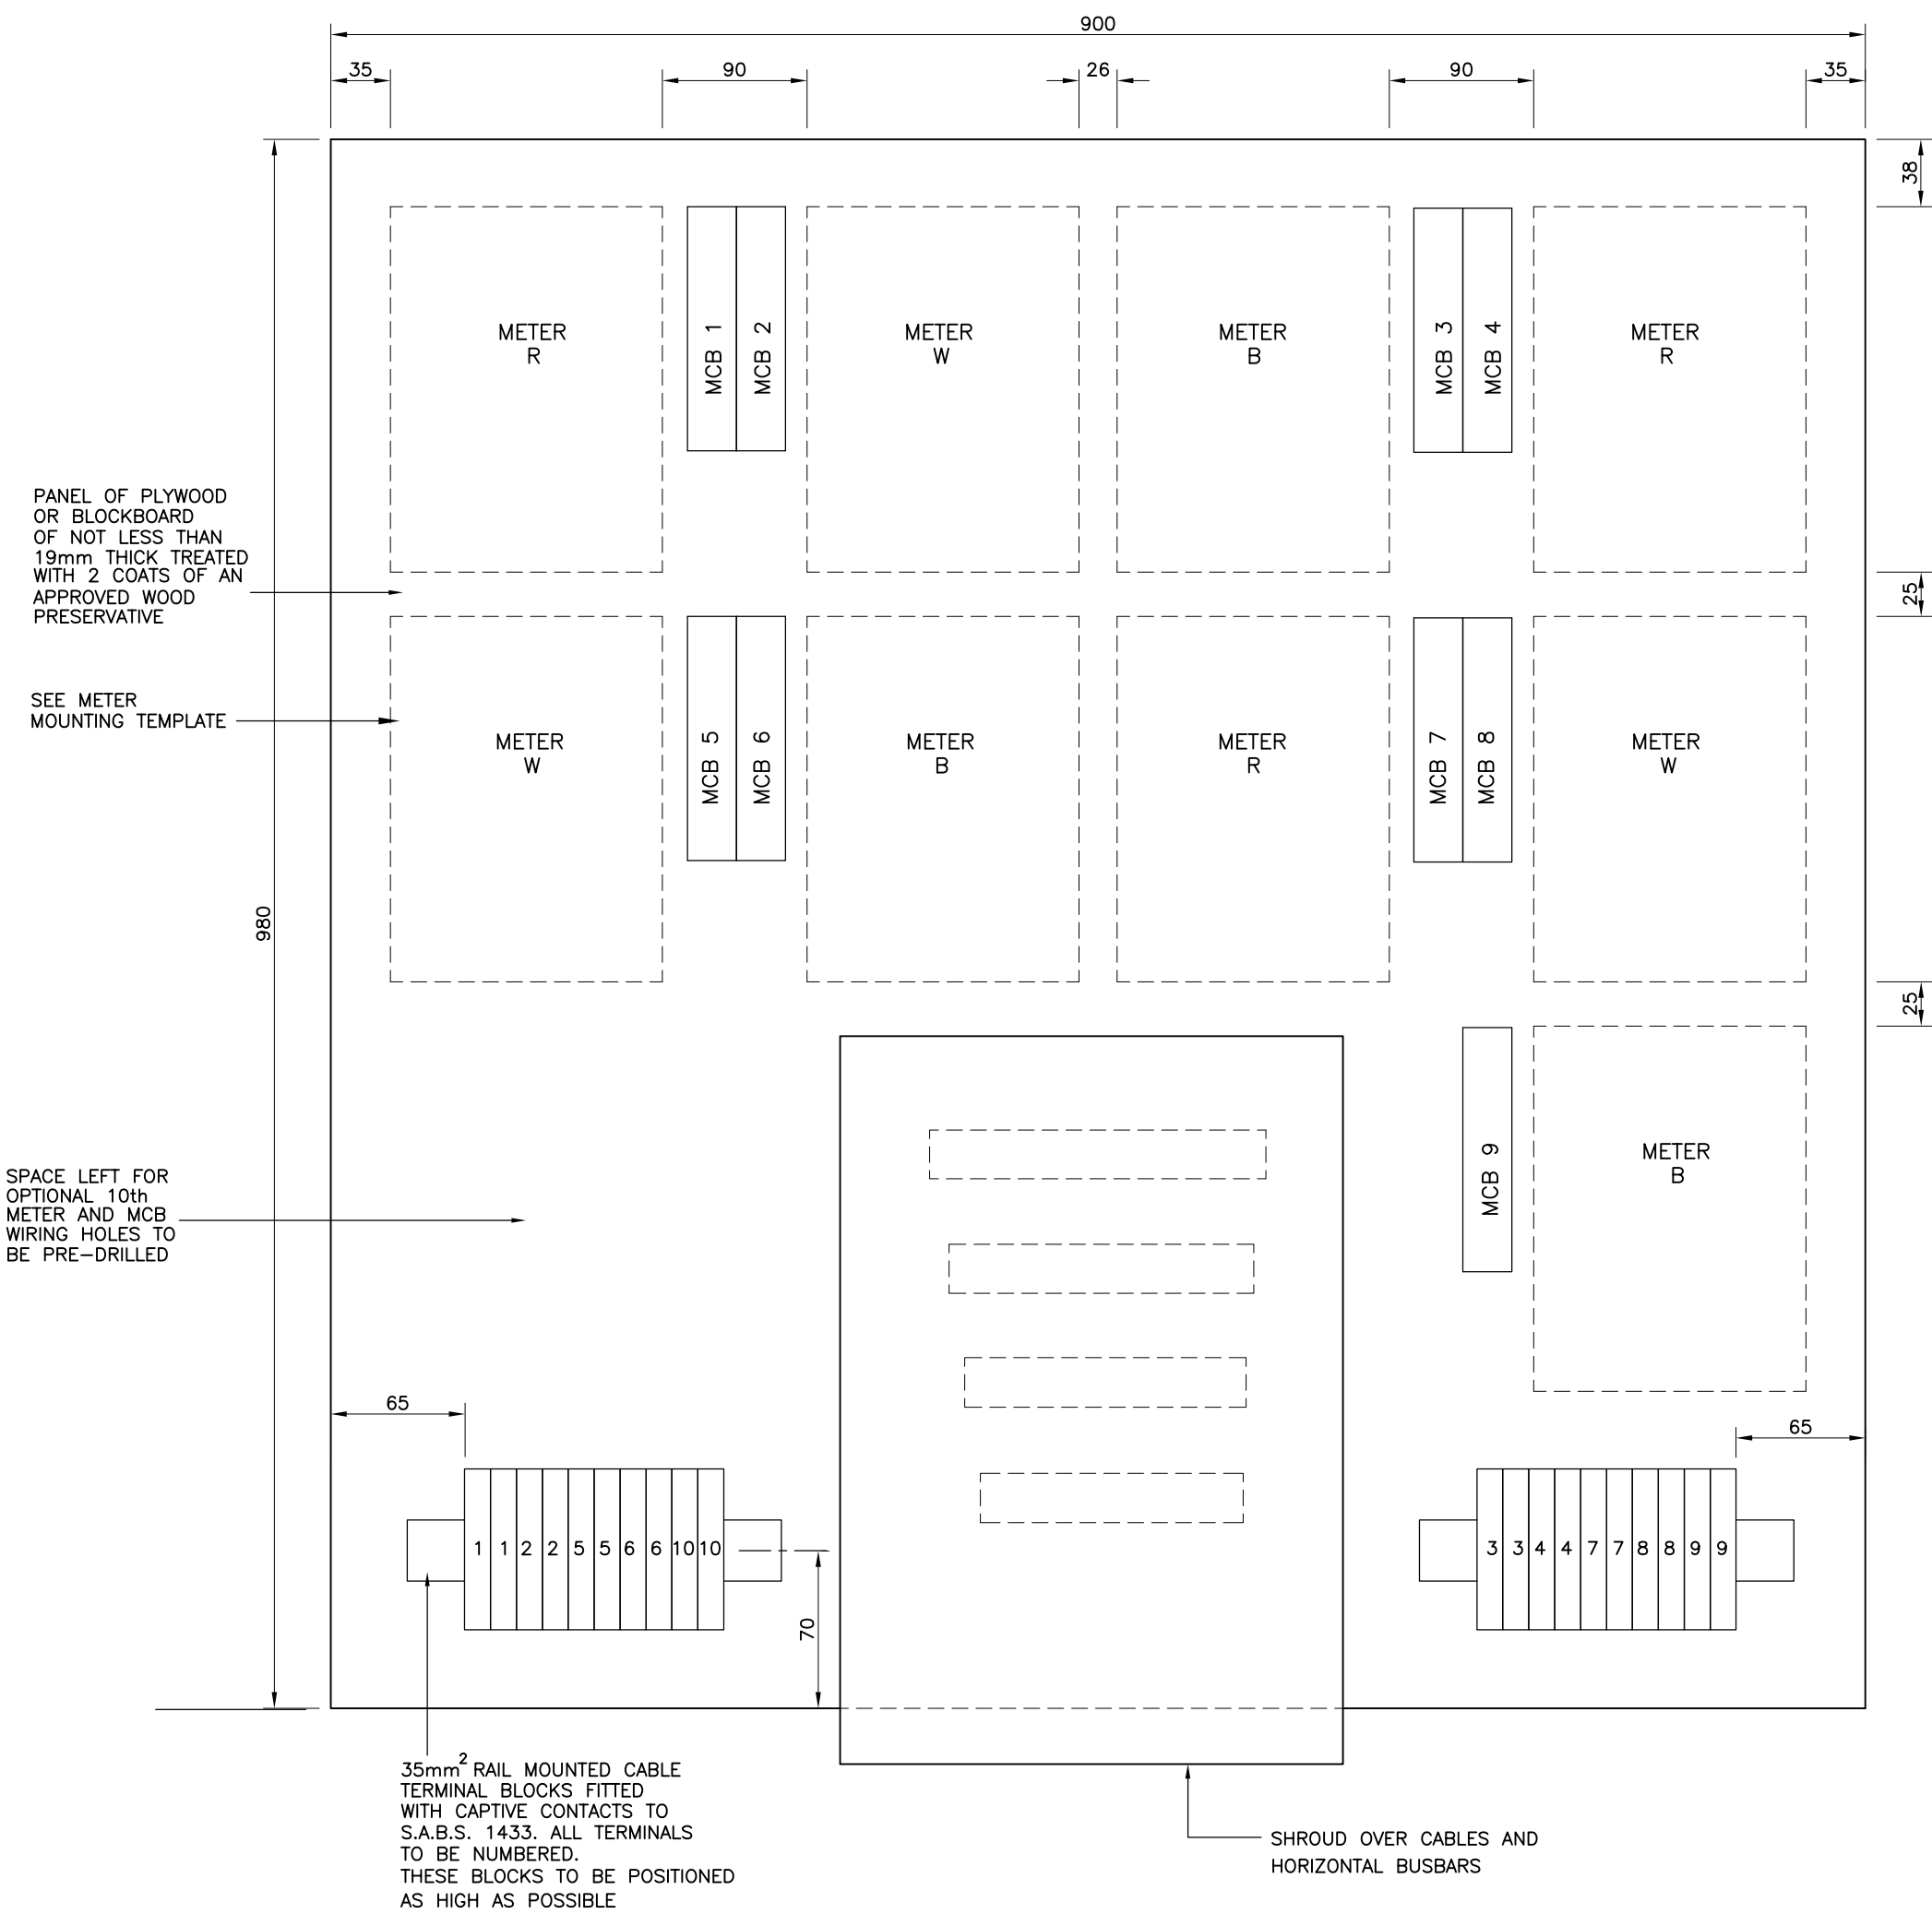 900
35
90
26
90
35
38
METER
R
MCB 1
MCB 2
METER
W
METER
B
MCB 3
MCB 4
METER
R
PANEL OF PLYWOOD
OR BLOCKBOARD
OF NOT LESS THAN
19mm THICK TREATED
WITH 2 COATS OF AN
APPROVED WOOD
PRESERVATIVE
25
SEE METER
MOUNTING TEMPLATE
METER
W
MCB 5
MCB 6
METER
B
METER
R
MCB 7
MCB 8
METER
W
980
25
SPACE LEFT FOR
OPTIONAL 10th
METER AND MCB
WIRING HOLES TO
BE PRE-DRILLED
MCB 9
METER
B
65
65
1 1 2 2 5 5 6 6 10 10
3 3 4 4 7 7 8 8 9 9
70
35mm² RAIL MOUNTED CABLE
TERMINAL BLOCKS FITTED
WITH CAPTIVE CONTACTS TO
S.A.B.S. 1433. ALL TERMINALS
TO BE NUMBERED.
THESE BLOCKS TO BE POSITIONED
AS HIGH AS POSSIBLE
SHROUD OVER CABLES AND
HORIZONTAL BUSBARS